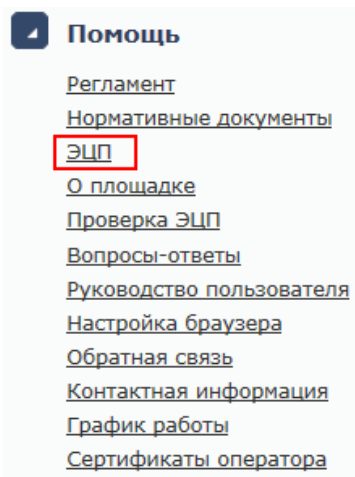 Помощь
Регламент
Нормативные документы
ЭЦП
О площадке
Проверка ЭЦП
Вопросы-ответы
Руководство пользователя
Настройка браузера
Обратная связь
Контактная информация
График работы
Сертификаты оператора